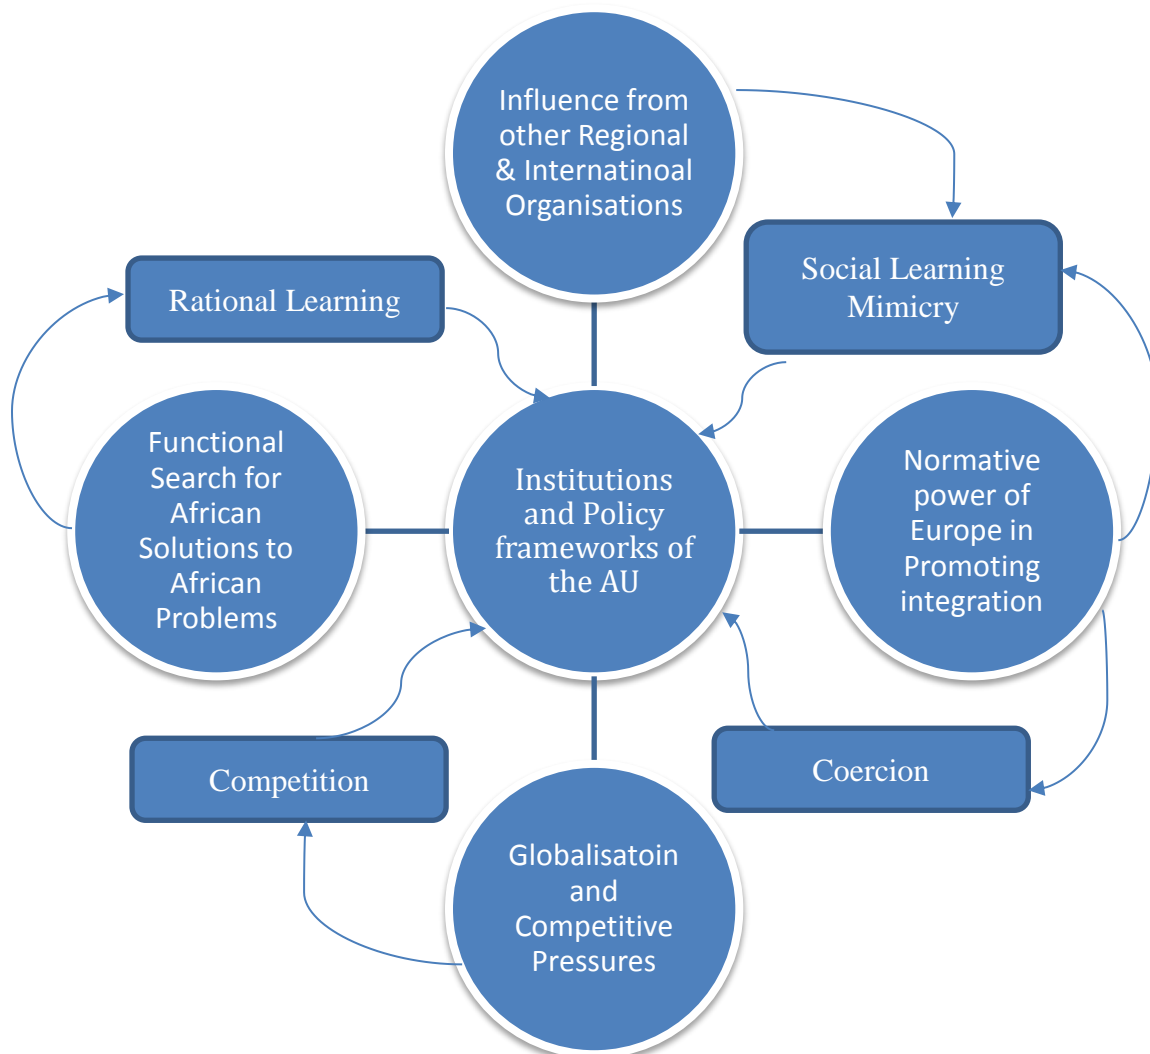 Influence from
other Regional
& Internatinoal
Organisations
Social Learning
Mimicry
Rational Learning
Functional
Search for
African
Solutions to
African
Problems
Institutions
and Policy
frameworks of
the AU
Normative
power of
Europe in
Promoting
integration
Competition
Coercion
Globalisatoin
and
Competitive
Pressures